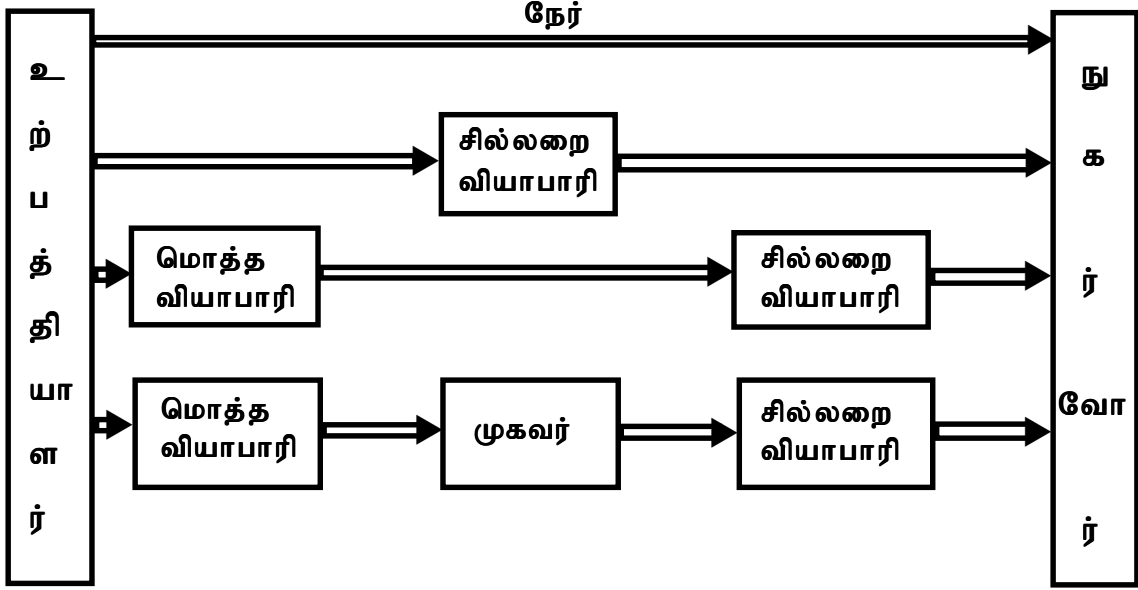 நேர்
உ
ற்
ப
த்
தி
யா
ள
ர்
சில்லறை
வியாபாரி
மொத்த
வியாபாரி
சில்லறை
வியாபாரி
மொத்த
வியாபாரி
முகவர்
சில்லறை
வியாபாரி
நு
க
ர்
வோ
ர்